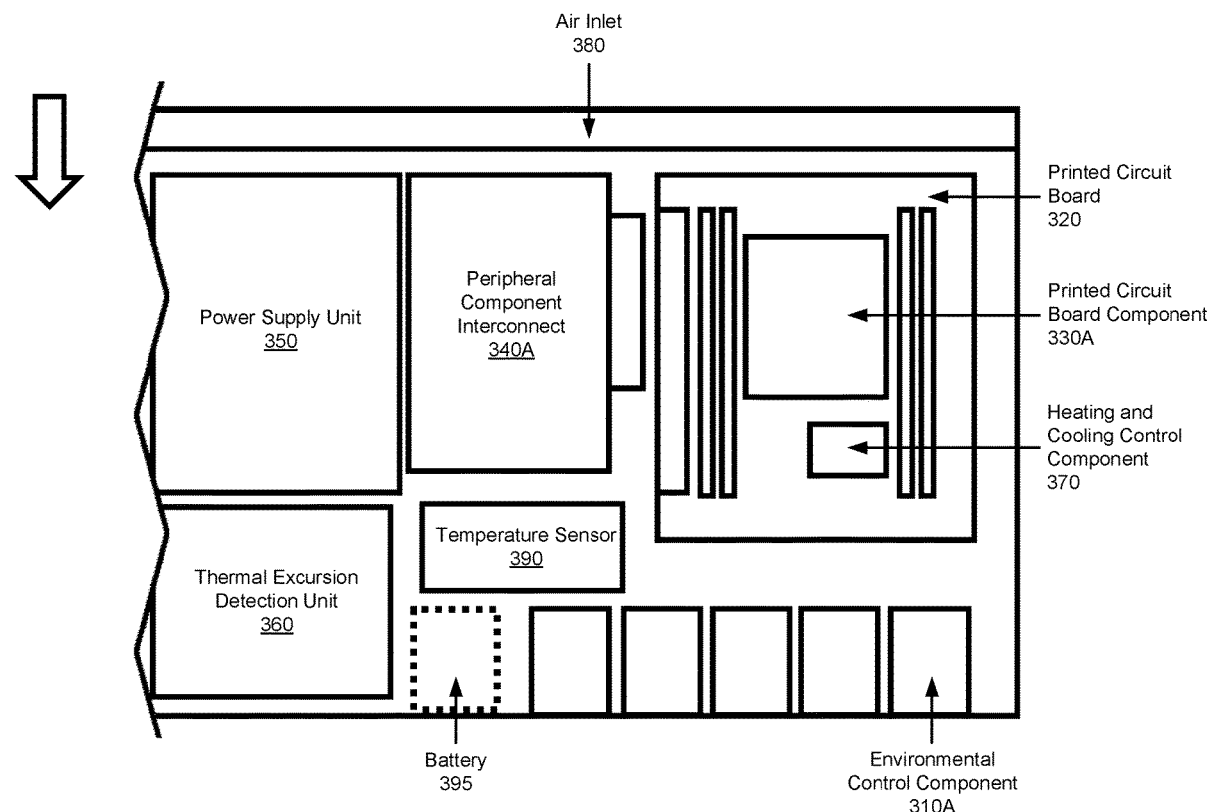 Air Inlet
380
Printed Circuit
Board
320
Power Supply Unit
350
Peripheral
Component
Interconnect
340A
Printed Circuit
Board Component
330A
Heating and
Cooling Control
Component
370
Temperature Sensor
390
Thermal Excursion
Detection Unit
360
Battery
395
Environmental
Control Component
310A